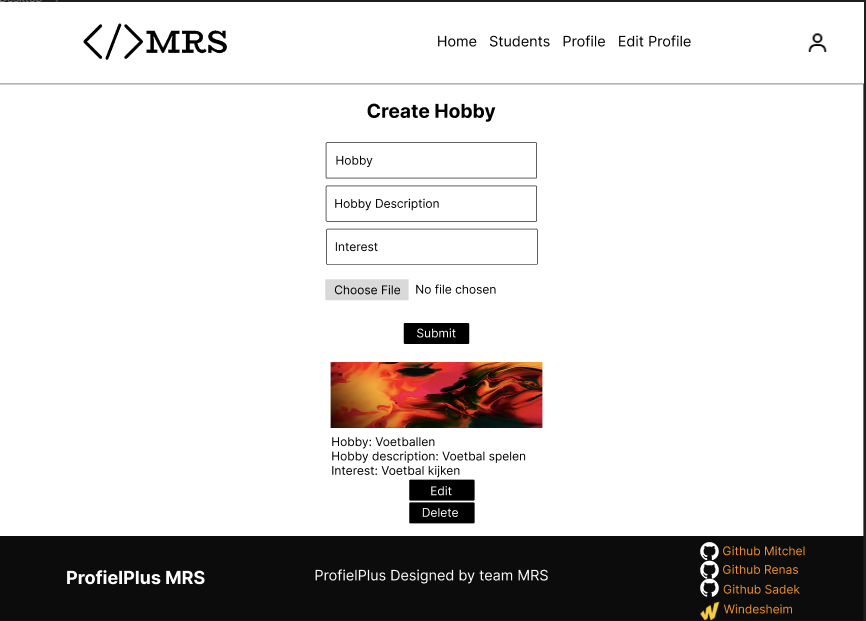 </>MRS
Home Students Profile Edit Profile
Create Hobby
Hobby
Hobby Description
Interest
Choose File No file chosen
Submit
Hobby: Voetballen
Hobby description: Voetbal spelen
Interest: Voetbal kijken
Edit
Delete
ProfielPlus MRS
ProfielPlus Designed by team MRS
Github Mitchel
Github Renas
Github Sadek
Windesheim